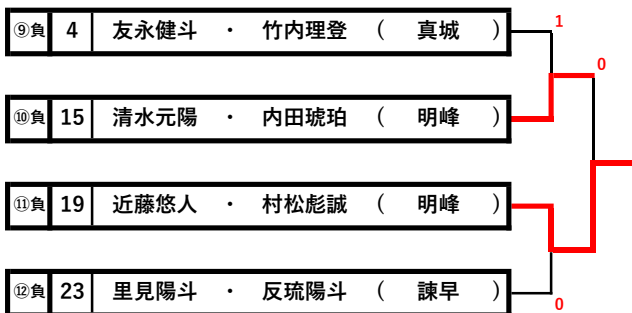 ⑨負 4 友永健斗 ・ 竹内理登 ( 真城 )
1
0
⑩負 15 清水元陽 ・ 内田琥珀 ( 明峰 )
⑪負 19 近藤悠人 ・ 村松彪誠 ( 明峰 )
⑫負 23 里見陽斗 ・ 反琉陽斗 ( 諫早 )
0